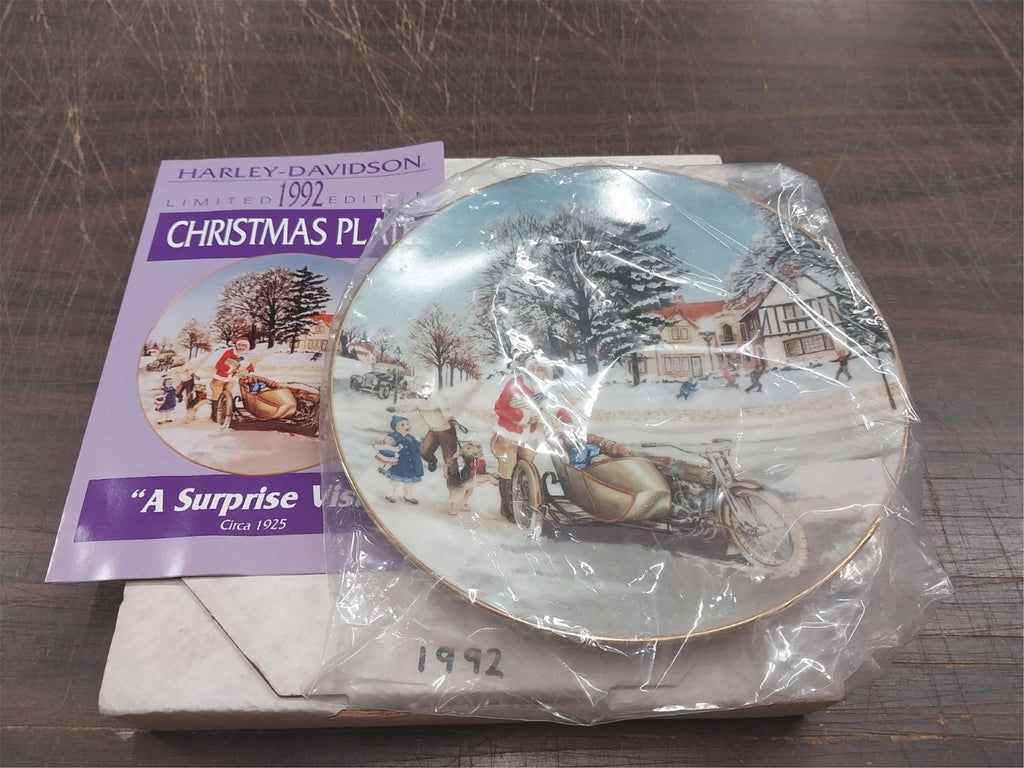 HARLEY-DAVIDSON®
LIMITED 1992 EDIT
CHRISTMAS PLA
"A Surprise Vis
Circa 1925
1992